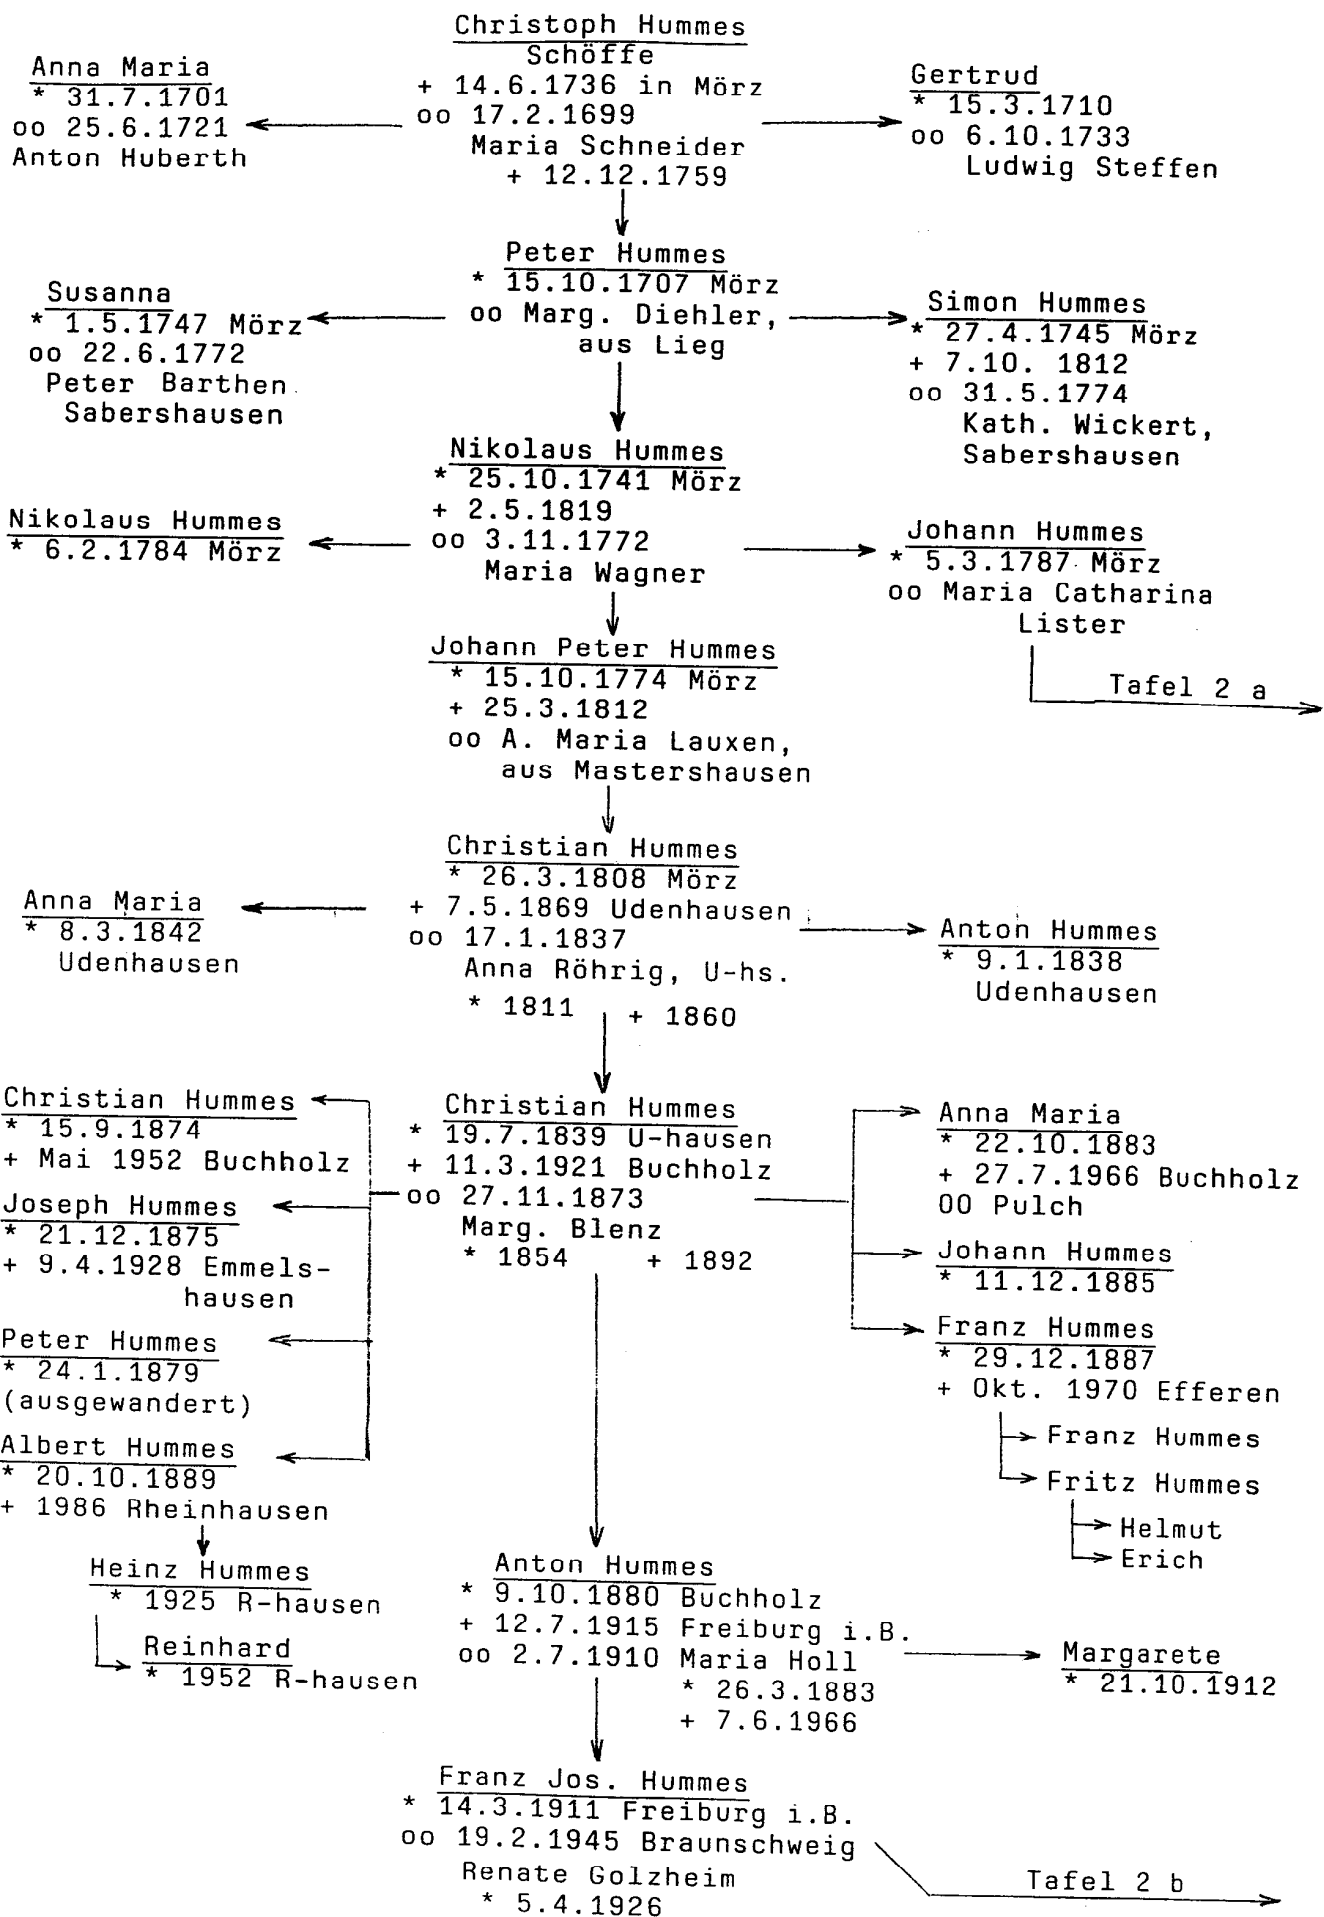 Christoph Hummes
Schöffe
+ 14.6.1736 in Mörz
oo 17.2.1699
Maria Schneider
+ 12.12.1759
Anna Maria
* 31.7.1701
oo 25.6.1721
Anton Huberth
Gertrud
* 15.3.1710
oo 6.10.1733
Ludwig Steffen
Peter Hummes
* 15.10.1707 Mörz
oo Marg. Diehler,
aus Lieg
Susanna
* 1.5.1747 Mörz
oo 22.6.1772
Peter Barthen
Sabershausen
Simon Hummes
* 27.4.1745 Mörz
+ 7.10. 1812
oo 31.5.1774
Kath. Wickert,
Sabershausen
Nikolaus Hummes
* 25.10.1741 Mörz
+ 2.5.1819
oo 3.11.1772
Maria Wagner
Nikolaus Hummes
* 6.2.1784 Mörz
Johann Hummes
* 5.3.1787 Mörz
oo Maria Catharina
Lister
Tafel 2 a
Johann Peter Hummes
* 15.10.1774 Mörz
+ 25.3.1812
oo A. Maria Lauxen,
aus Mastershausen
Christian Hummes
* 26.3.1808 Mörz
+ 7.5.1869 Udenhausen
oo 17.1.1837
Anna Röhrig, U-hs.
* 1811 + 1860
Anna Maria
* 8.3.1842
Udenhausen
Anton Hummes
* 9.1.1838
Udenhausen
Christian Hummes
* 19.7.1839 U-hausen
+ 11.3.1921 Buchholz
oo 27.11.1873
Marg. Blenz
* 1854 + 1892
Christian Hummes
* 15.9.1874
+ Mai 1952 Buchholz
Joseph Hummes
* 21.12.1875
+ 9.4.1928 Emmels-
hausen
Peter Hummes
* 24.1.1879
(ausgewandert)
Albert Hummes
* 20.10.1889
+ 1986 Rheinhausen
Heinz Hummes
* 1925 R-hausen
Reinhard
* 1952 R-hausen
Anna Maria
* 22.10.1883
+ 27.7.1966 Buchholz
OO Pulch
Johann Hummes
* 11.12.1885
Franz Hummes
* 29.12.1887
+ Okt. 1970 Efferen
Franz Hummes
Fritz Hummes
Helmut
Erich
Anton Hummes
* 9.10.1880 Buchholz
+ 12.7.1915 Freiburg i.B.
oo 2.7.1910 Maria Holl
* 26.3.1883
+ 7.6.1966
Margarete
* 21.10.1912
Franz Jos. Hummes
* 14.3.1911 Freiburg i.B.
oo 19.2.1945 Braunschweig
Renate Golzheim
* 5.4.1926
Tafel 2 b